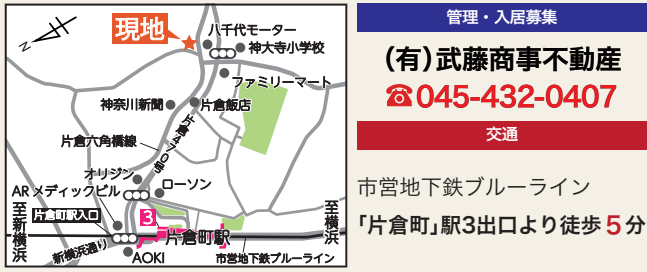 N
現地
八千代モーター
神大寺小学校
ファミリーマート
神奈川新聞
片倉飯店
片倉六角橋線
片倉470号
オリジン
ARメディックビル
ローソン
至新横浜
片倉町駅入口
3
片倉町駅
至横浜
新横浜通り
AOKI
市営地下鉄ブルーライン
管理・入居募集
(有)武藤商事不動産
☎045-432-0407
交通
市営地下鉄ブルーライン
「片倉町」駅3出口より徒歩5分